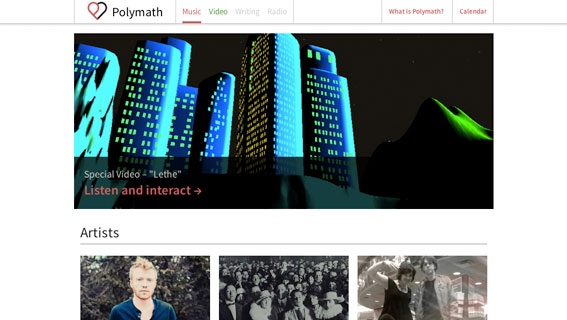 Polymath
Music Video Writing Radio
What Is Polymath? Calendar
Special Video – "Lethe"
Listen and interact →
Artists